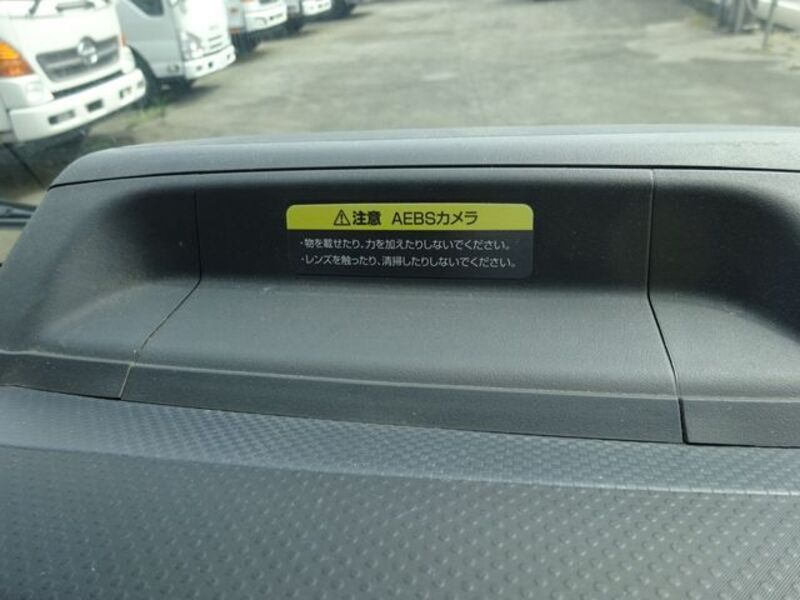 ⚠注意 AEBSカメラ
・物を載せたり、力を加えたりしないでください。
・レンズを触ったり、清掃したりしないでください。